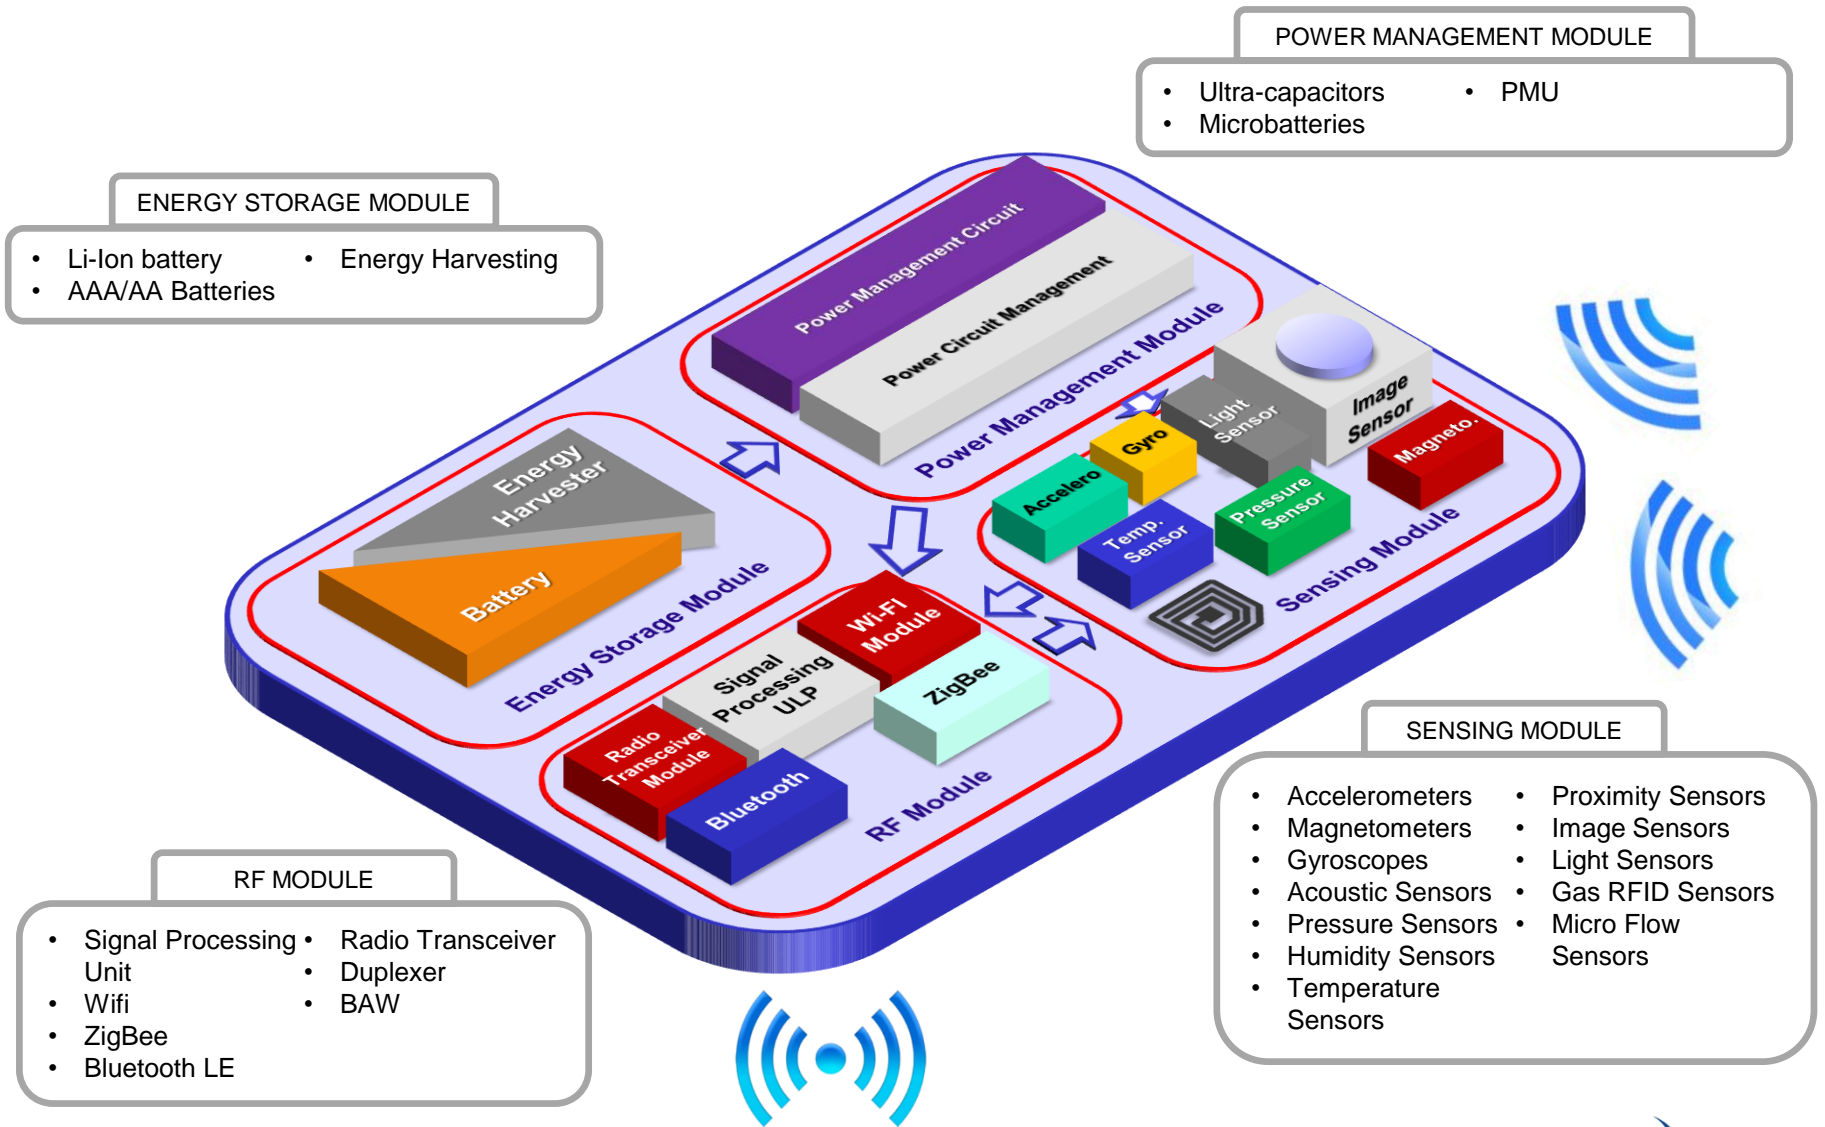 POWER MANAGEMENT MODULE
• Ultra-capacitors • PMU
• Microbatteries
ENERGY STORAGE MODULE
• Li-Ion battery • Energy Harvesting
• AAA/AA Batteries
Power Management Circuit
Power Circuit Management
Power Management Module
Energy
Harvester
Battery
Energy Storage Module
Image
Sensor
Light
Sensor
Gyro
Magneto.
Accelero
Pressure
Sensor
Temp.
Sensor
Sensing Module
Wi-FI
Module
Signal
Processing
ULP
ZigBee
Radio
Transceiver
Module
Bluetooth
RF Module
SENSING MODULE
• Accelerometers • Proximity Sensors
• Magnetometers • Image Sensors
• Gyroscopes • Light Sensors
• Acoustic Sensors • Gas RFID Sensors
• Pressure Sensors • Micro Flow
• Humidity Sensors Sensors
• Temperature
Sensors
RF MODULE
• Signal Processing • Radio Transceiver
Unit • Duplexer
• Wifi • BAW
• ZigBee
• Bluetooth LE